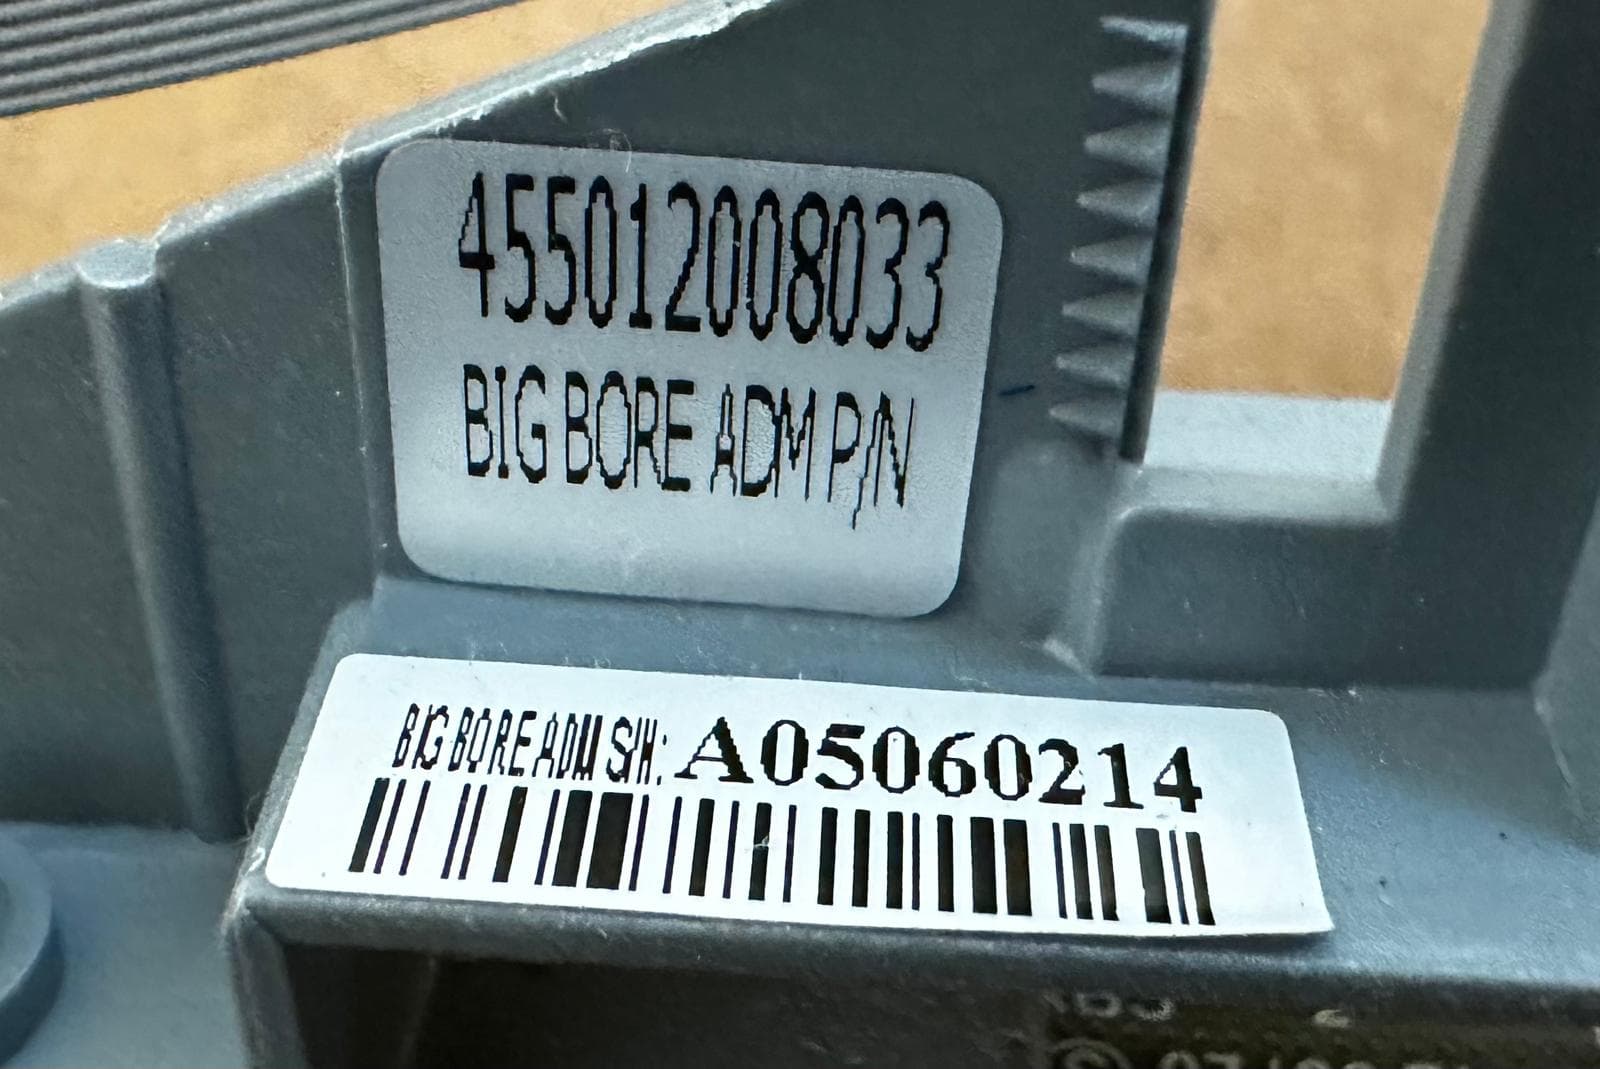 455012008033
BIG BORE ADM P/N
BIG BORE ADM S/N: A05060214